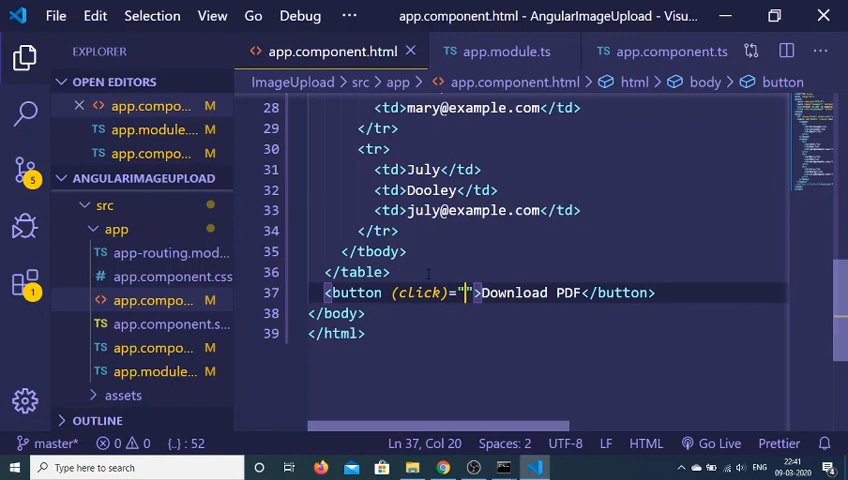 File Edit Selection View Go Debug ··· app.component.html - AngularImageUpload - Visu...
EXPLORER
app.component.html
app.module.ts
app.component.ts
OPEN EDITORS
app.compo... M
app.module.... M
app.compo... M
ANGULARIMAGEUPLOAD
src
app
app-routing.mod...
app.component.css
app.compo... M
app.component.s...
app.compo... M
app.module.... M
assets
OUTLINE
5
1
ImageUpload > src > app > app.component.html > html > body > button
28 <td>mary@example.com</td>
29 </tr>
30 <tr>
31 <td>July</td>
32 <td>Dooley</td>
33 <td>july@example.com</td>
34 </tr>
35 </tbody>
36 </table>
37 <button (click)="">Download PDF</button>
38 </body>
39 </html>
master* 0 0 {..} : 52 Ln 37, Col 20 Spaces: 2 UTF-8 LF HTML Go Live Prettier
Type here to search
ENG
22:41
09-03-2020